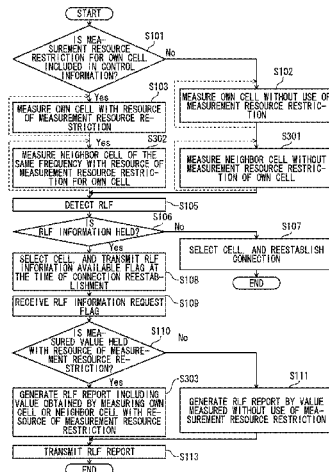 START
S101
IS MEA-
SUREMENT RESOURCE
RESTRICTION FOR OWN CELL
INCLUDED IN CONTROL
INFORMATION?
No
Yes
S103
S102
MEASURE OWN CELL WITH RESOURCE
OF MEASUREMENT RESOURCE RE-
STRICTION
MEASURE OWN CELL WITHOUT USE OF
MEASUREMENT RESOURCE RESTRIC-
TION
Yes
S302
S301
MEASURE NEIGHBOR CELL OF THE
SAME FREQUENCY WITH RESOURCE OF
MEASUREMENT RESOURCE RESTRIC-
TION FOR OWN CELL
MEASURE NEIGHBOR CELL WITHOUT
MEASUREMENT RESOURCE RESTRICTION
OF OWN CELL
DETECT RLF
S105
S106
IS
RLF INFORMATION HELD?
No
S107
Yes
SELECT CELL, AND REESTABLISH
CONNECTION
END
SELECT CELL, AND TRANSMIT RLF
INFORMATION AVAILABLE FLAG AT
THE TIME OF CONNECTION REESTAB-
LISHMENT
S108
S109
RECEIVE RLF INFORMATION REQUEST
FLAG
S110
IS MEA-
SURED VALUE HELD
WITH RESOURCE OF MEASURE-
MENT RESOURCE RE-
STRICTION?
No
Yes
S303
S111
GENERATE RLF REPORT INCLUDING
VALUE OBTAINED BY MEASURING OWN
CELL OR NEIGHBOR CELL WITH RE-
SOURCE OF MEASUREMENT RESOURCE
RESTRICTION
GENERATE RLF REPORT BY VALUE
MEASURED WITHOUT USE OF MEA-
SUREMENT RESOURCE RESTRICTION
TRANSMIT RLF REPORT
S113
END